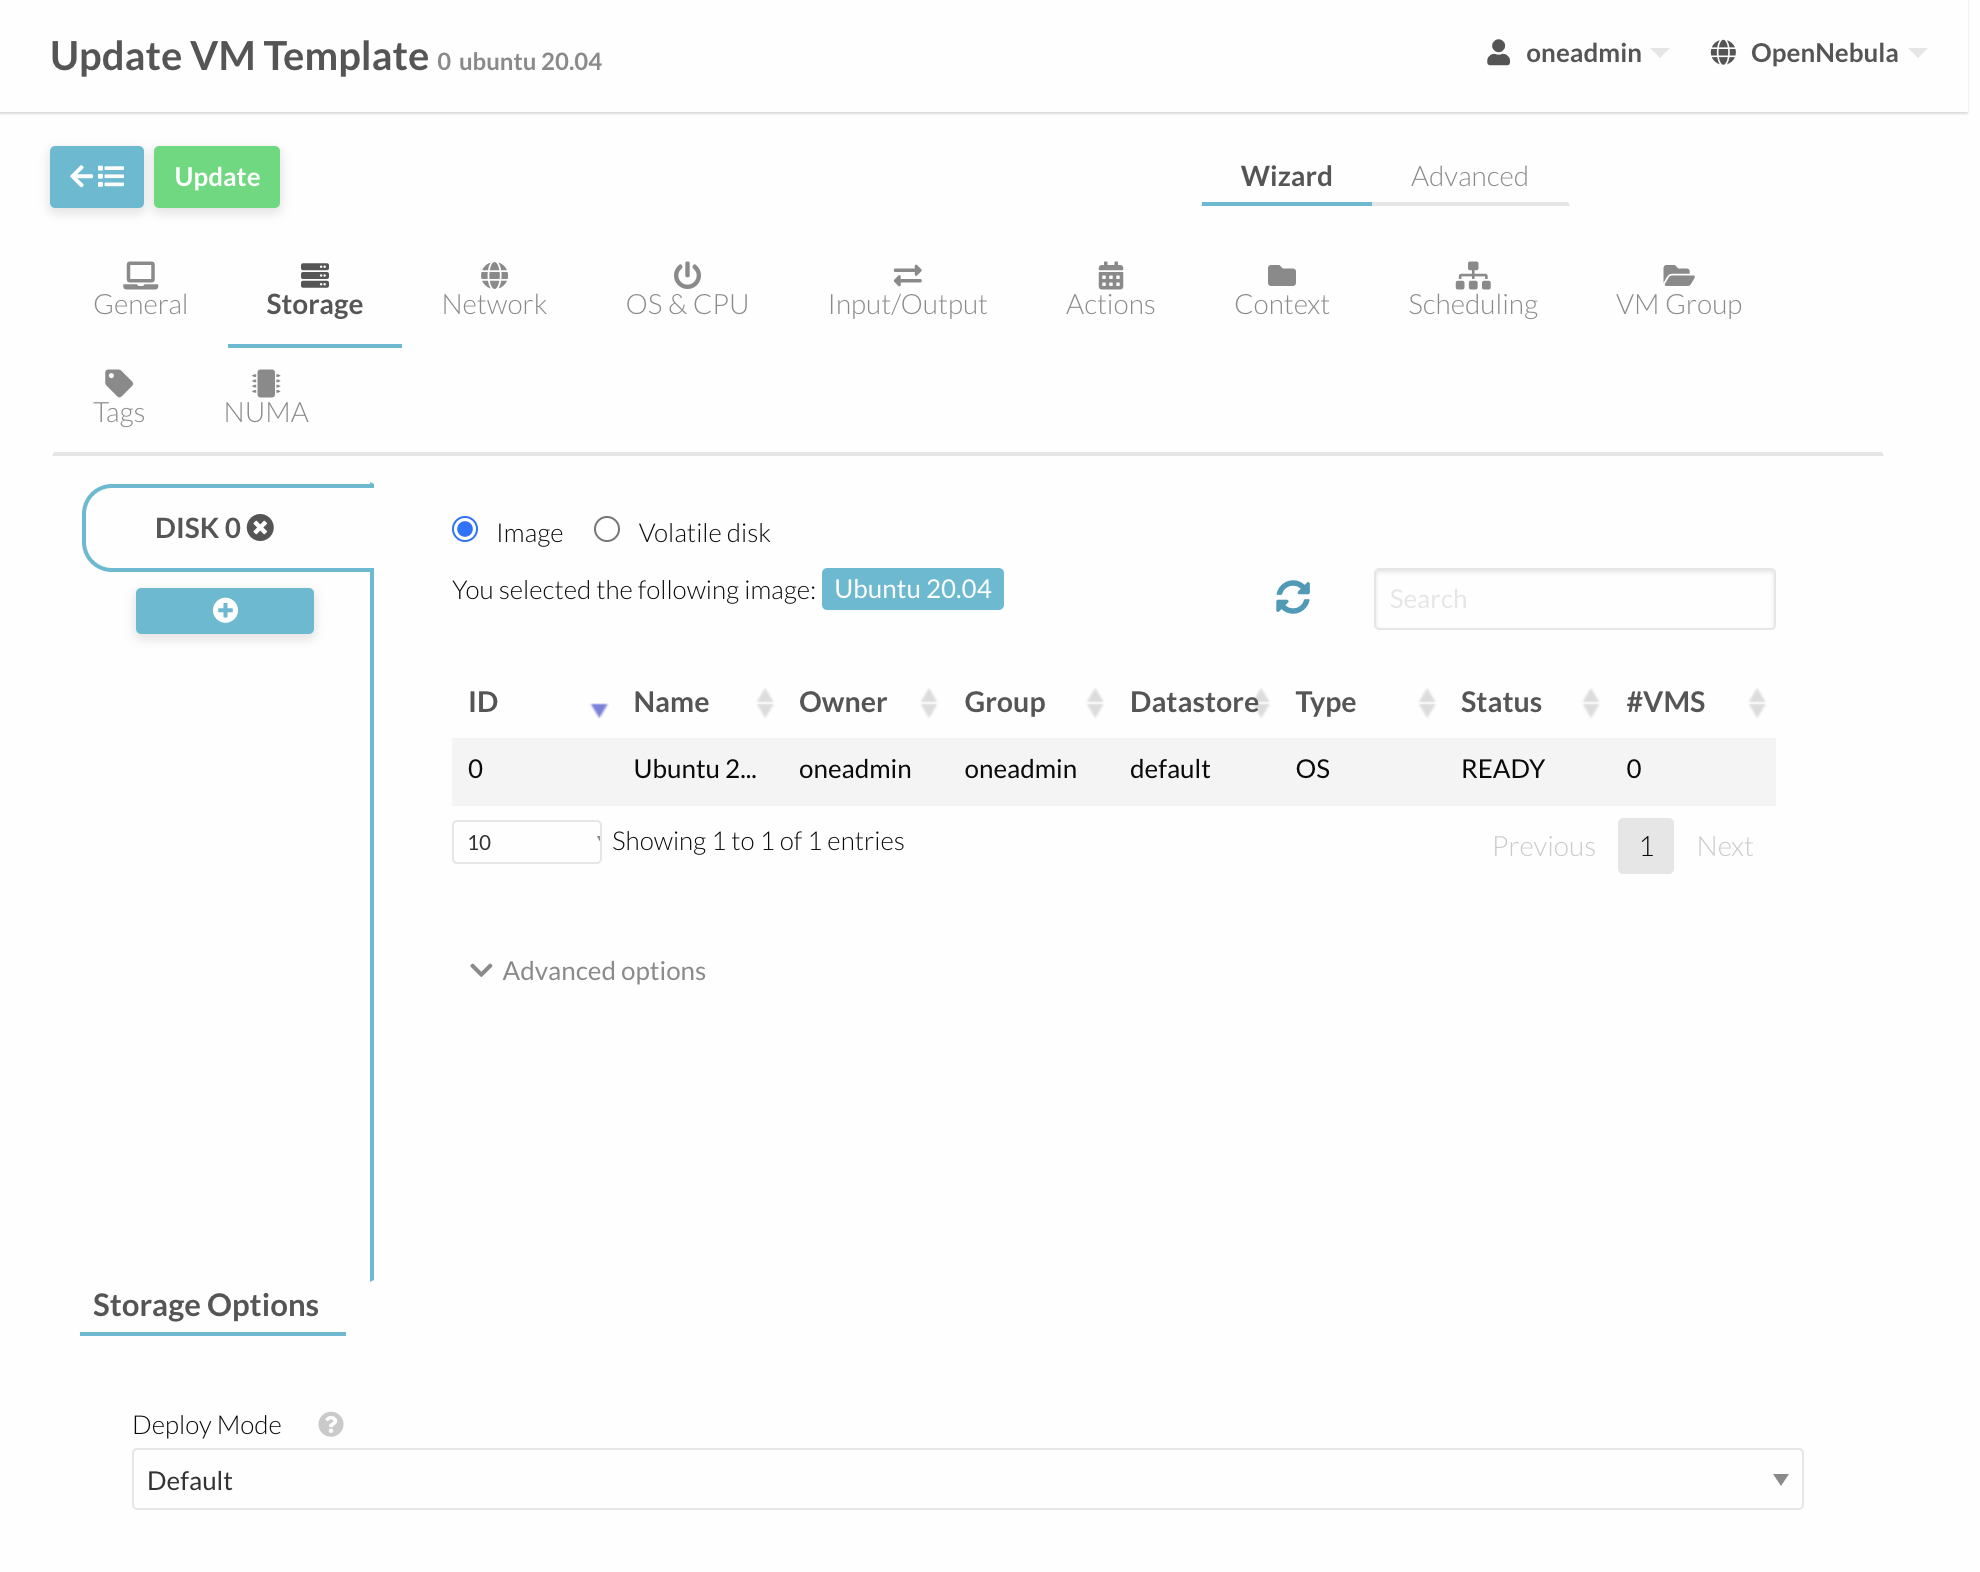 Update VM Template 0 ubuntu 20.04
oneadmin
OpenNebula
Update
Wizard
Advanced
General
Storage
Network
OS & CPU
Input/Output
Actions
Context
Scheduling
VM Group
Tags
NUMA
DISK 0
Image
Volatile disk
You selected the following image: Ubuntu 20.04
Search
ID Name Owner Group Datastore Type Status #VMS
0 Ubuntu 2... oneadmin oneadmin default OS READY 0
10 Showing 1 to 1 of 1 entries
Previous 1 Next
Advanced options
Storage Options
Deploy Mode
Default